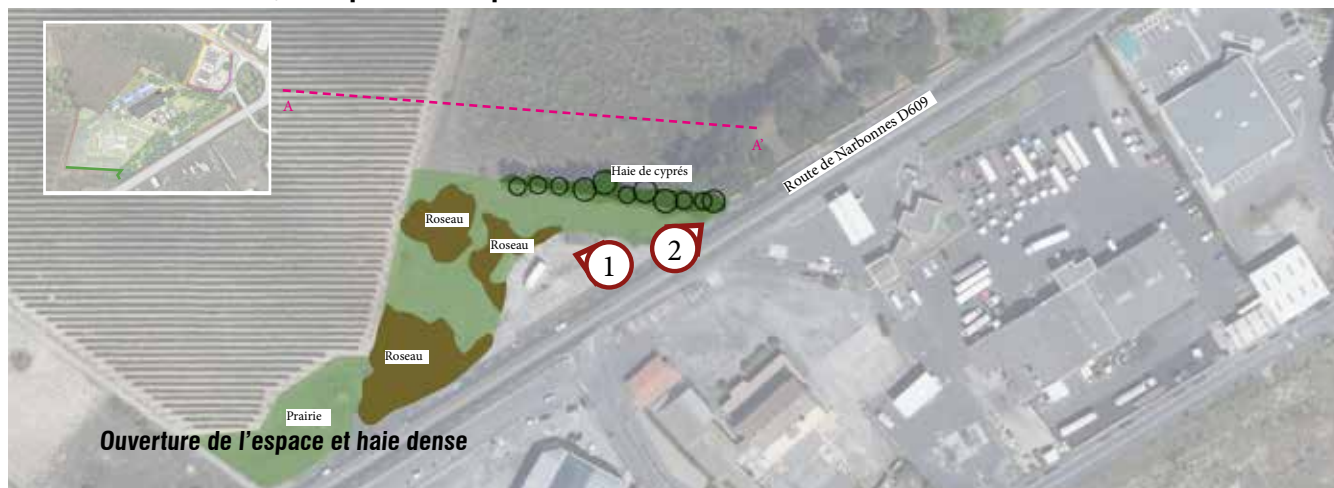 A
A'
Haie de cyprés
Route de Narbonnes D609
Roseau
Roseau
1
2
Roseau
Prairie
Ouverture de l'espace et haie dense